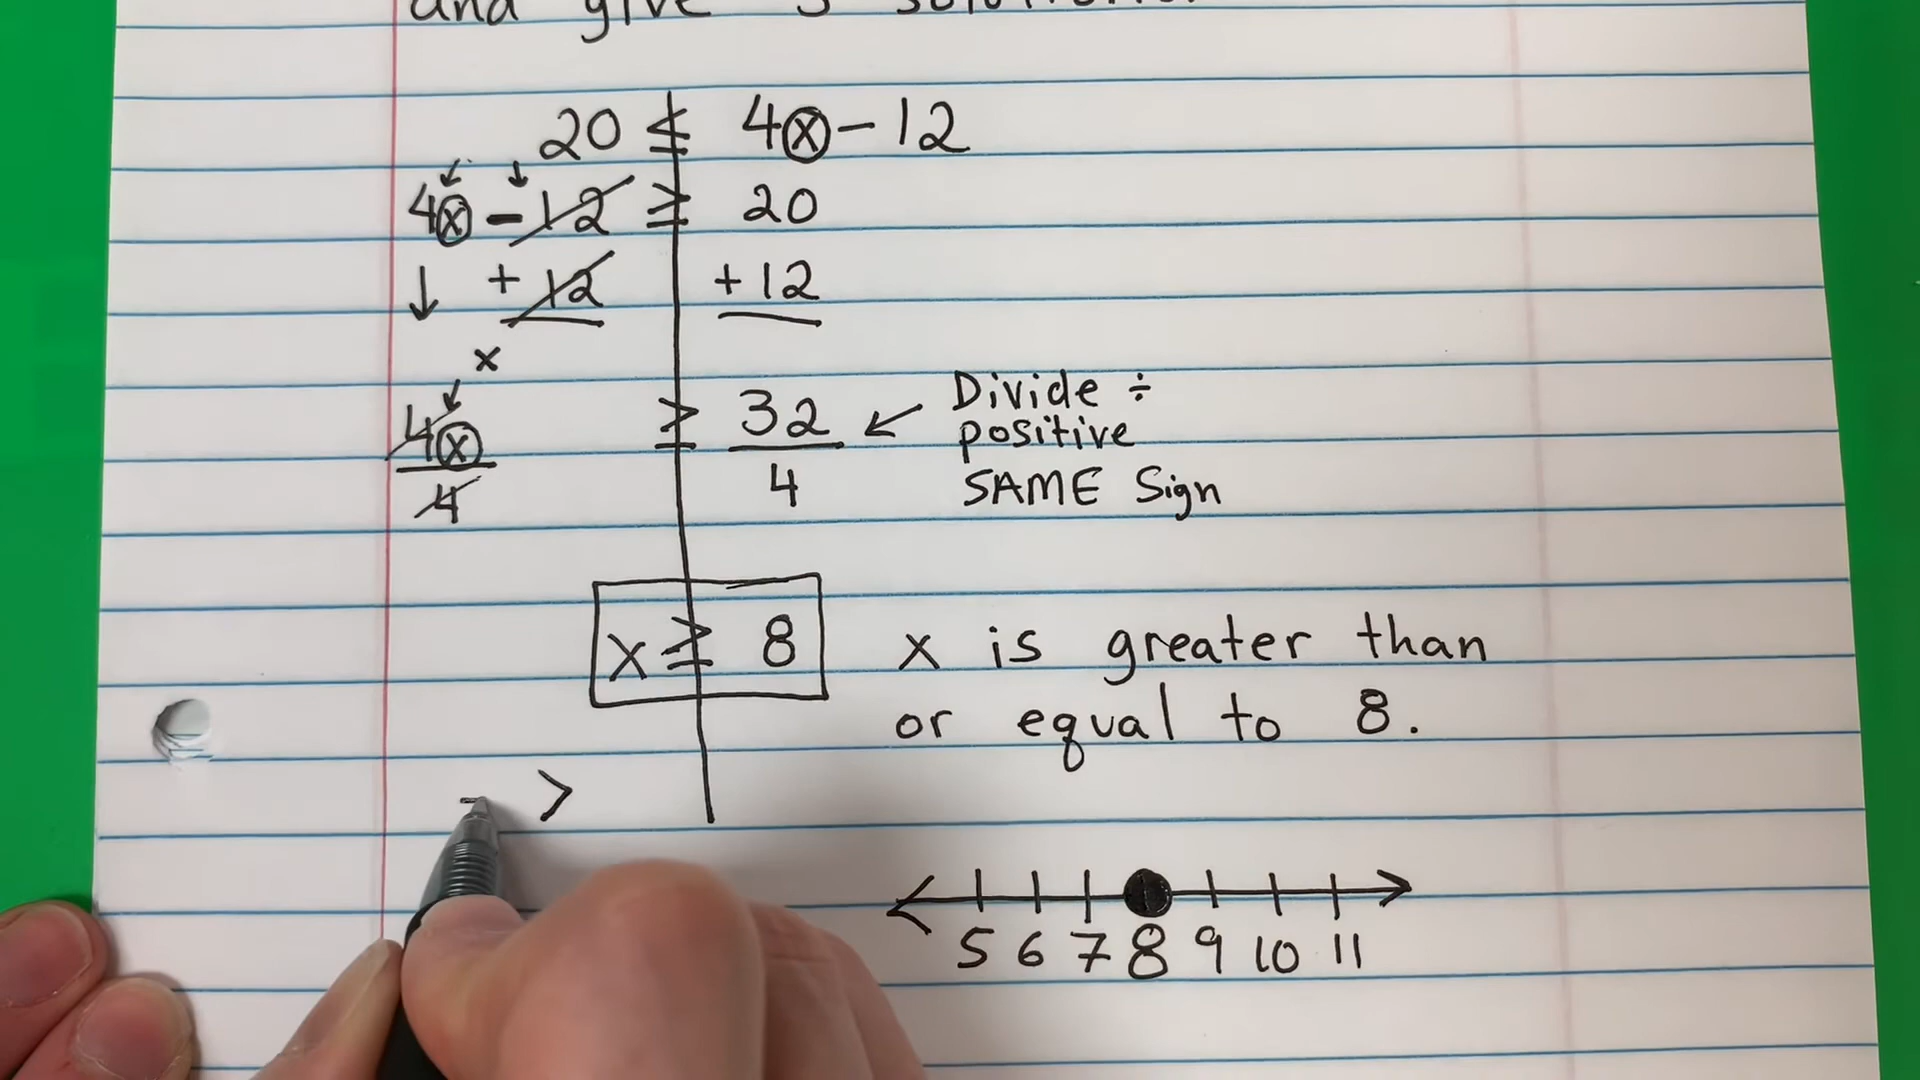 and give 3 solutions.
20 ≤ 4x - 12
4x - 12 ≥ 20
+ 12 + 12
x
4x ≥ 32
4 4
Divide ÷
positive
SAME Sign
x ≥ 8
x is greater than
or equal to 8.
- >
5 6 7 8 9 10 11